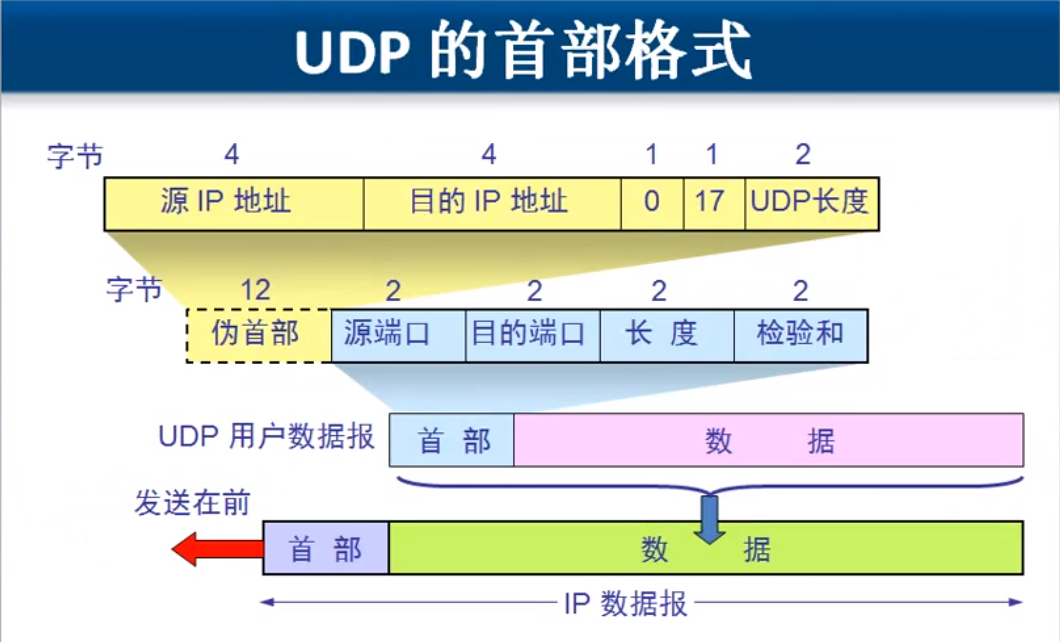 UDP 的首部格式
字节 4 4 1 1 2
源 IP 地址 目的 IP 地址 0 17 UDP长度
字节 12 2 2 2 2
伪首部 源端口 目的端口 长 度 检验和
UDP 用户数据报 首 部 数 据
发送在前
首 部 数 据
IP 数据报